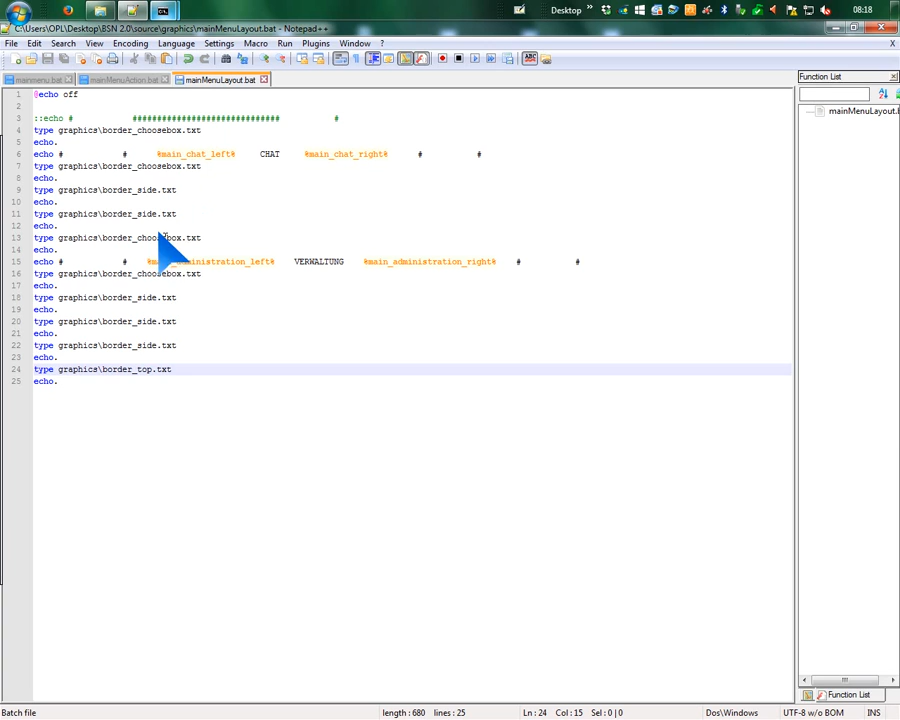 Desktop »
08:18
C:\Users\OPL\Desktop\BSN 2.0\source\graphics\mainMenuLayout.bat - Notepad++
File Edit Search View Encoding Language Settings Macro Run Plugins Window ? X
mainmenu.bat mainMenuAction.bat mainMenuLayout.bat
Function List
mainMenuLayout.b
1 @echo off
2
3 ::echo # ############################## #
4 type graphics\border_choosebox.txt
5 echo.
6 echo # # %main_chat_left% CHAT %main_chat_right% # #
7 type graphics\border_choosebox.txt
8 echo.
9 type graphics\border_side.txt
10 echo.
11 type graphics\border_side.txt
12 echo.
13 type graphics\border_choosebox.txt
14 echo.
15 echo # # %ma administration_left% VERWALTUNG %main_administration_right% # #
16 type graphics\border_choosebox.txt
17 echo.
18 type graphics\border_side.txt
19 echo.
20 type graphics\border_side.txt
21 echo.
22 type graphics\border_side.txt
23 echo.
24 type graphics\border_top.txt
25 echo.
Function List
Batch file length : 680 lines : 25 Ln : 24 Col : 15 Sel : 0 | 0 Dos\Windows UTF-8 w/o BOM INS